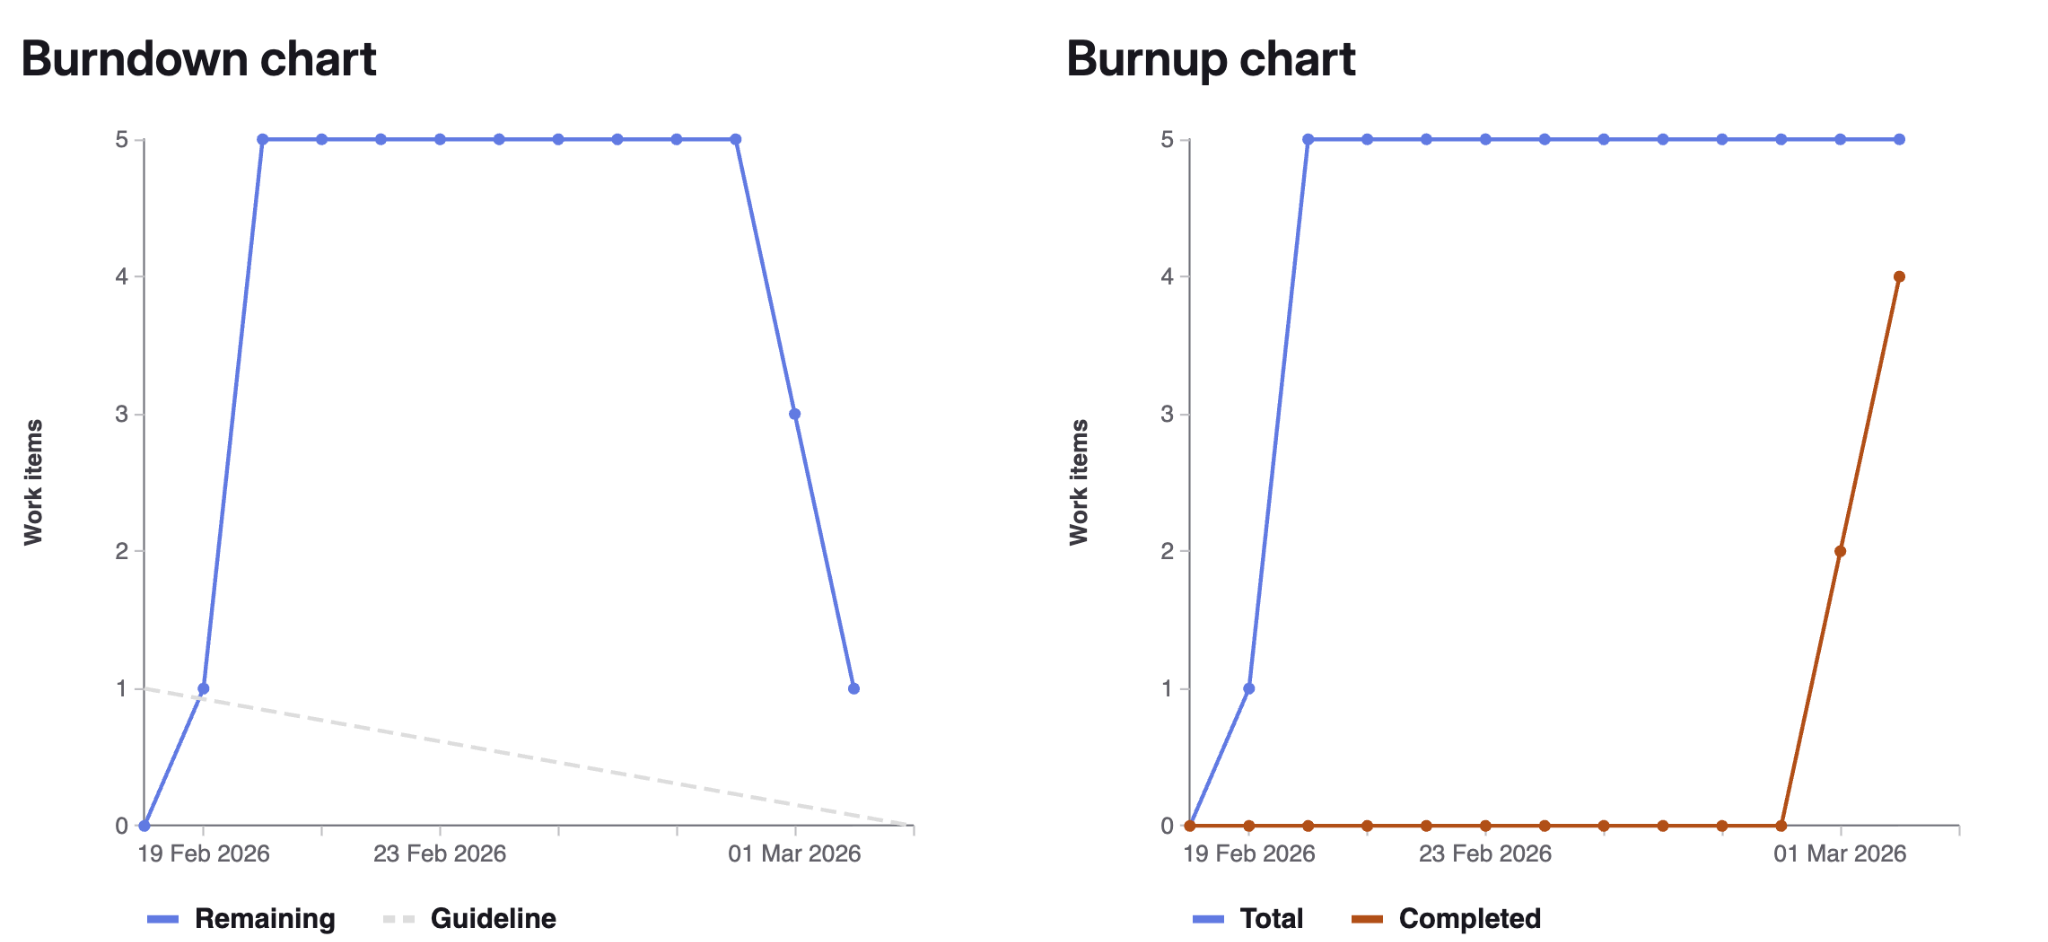 Burndown chart
5
4
3
2
1
0
Work items
19 Feb 2026
23 Feb 2026
01 Mar 2026
Remaining
Guideline
Burnup chart
5
4
3
2
1
0
Work items
19 Feb 2026
23 Feb 2026
01 Mar 2026
Total
Completed